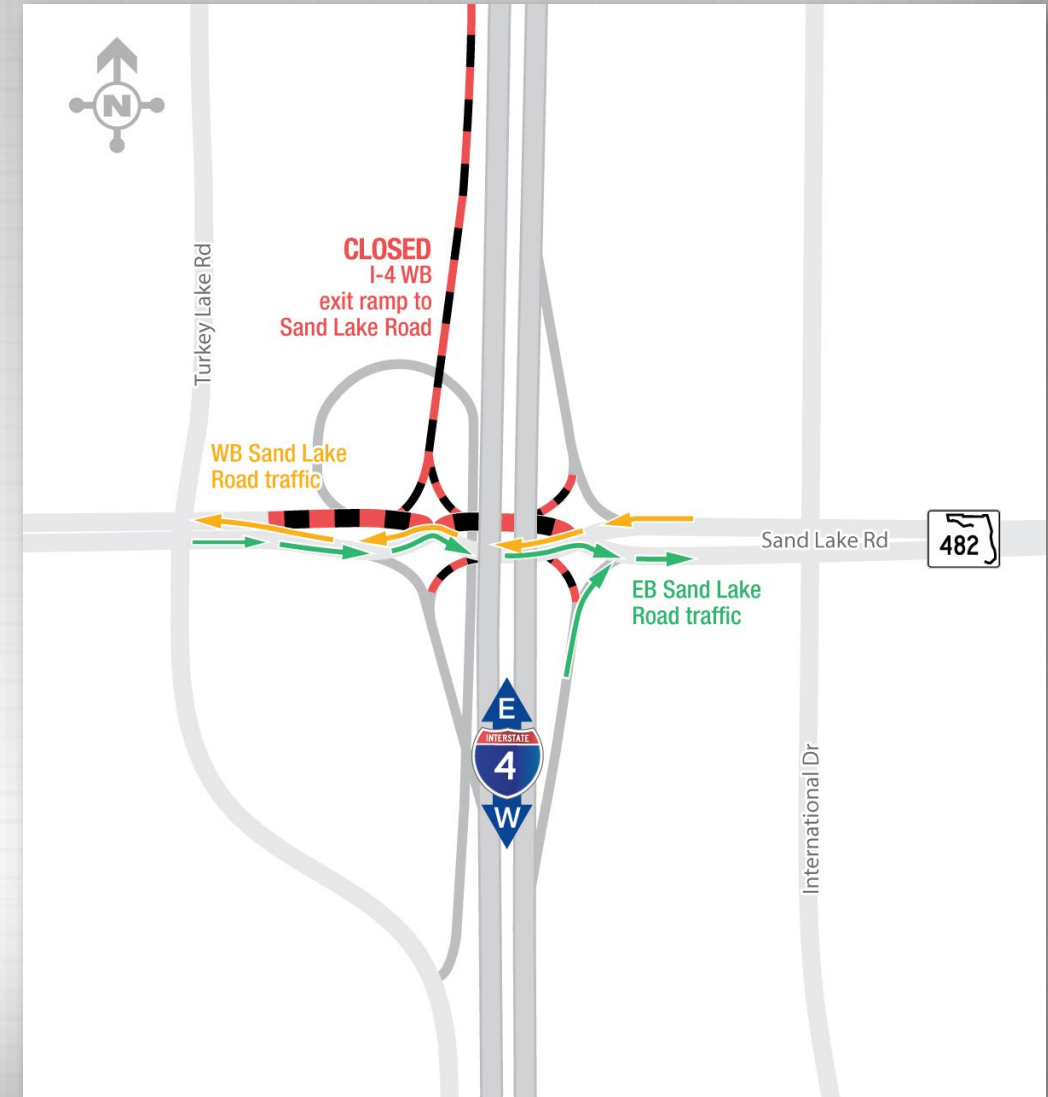 N
Turkey Lake Rd
CLOSED
I-4 WB
exit ramp to
Sand Lake Road
WB Sand Lake
Road traffic
Sand Lake Rd
482
EB Sand Lake
Road traffic
E
INTERSTATE
4
W
International Dr